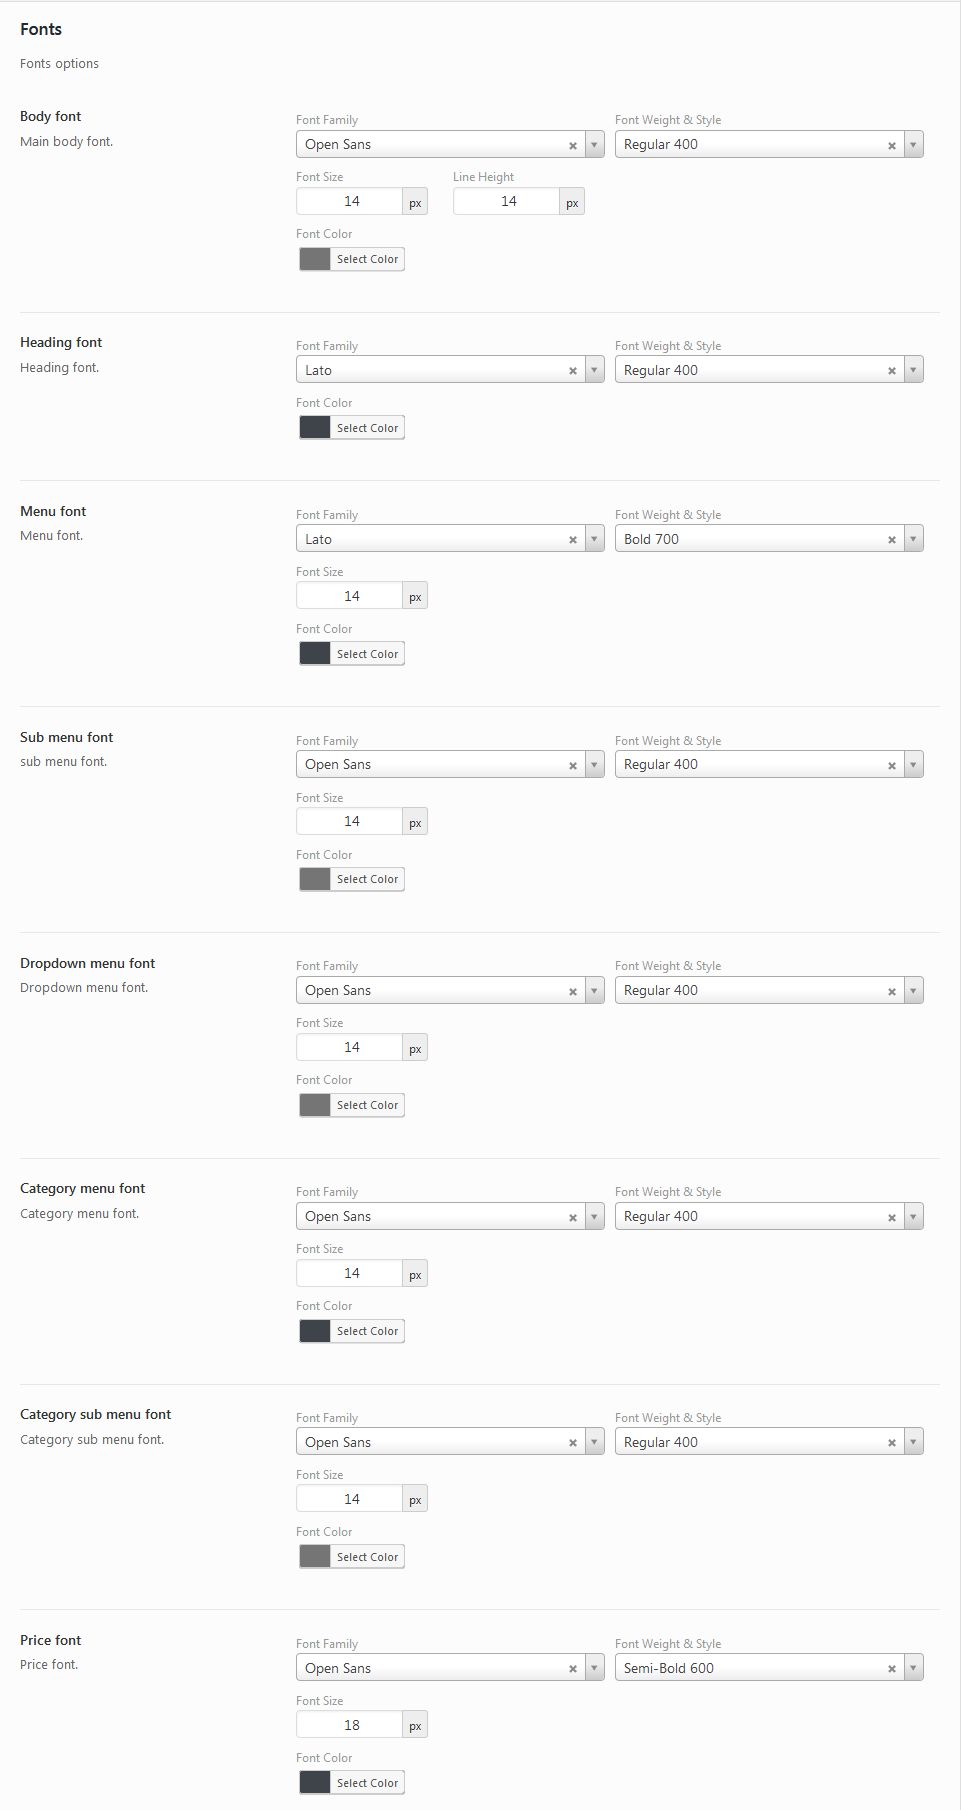 Fonts
Fonts options
Body font
Main body font.
Font Family Font Weight & Style
Open Sans × Regular 400 ×
Font Size Line Height
14 px 14 px
Font Color
Select Color
Heading font
Heading font.
Font Family Font Weight & Style
Lato × Regular 400 ×
Font Color
Select Color
Menu font
Menu font.
Font Family Font Weight & Style
Lato × Bold 700 ×
Font Size
14 px
Font Color
Select Color
Sub menu font
sub menu font.
Font Family Font Weight & Style
Open Sans × Regular 400 ×
Font Size
14 px
Font Color
Select Color
Dropdown menu font
Dropdown menu font.
Font Family Font Weight & Style
Open Sans × Regular 400 ×
Font Size
14 px
Font Color
Select Color
Category menu font
Category menu font.
Font Family Font Weight & Style
Open Sans × Regular 400 ×
Font Size
14 px
Font Color
Select Color
Category sub menu font
Category sub menu font.
Font Family Font Weight & Style
Open Sans × Regular 400 ×
Font Size
14 px
Font Color
Select Color
Price font
Price font.
Font Family Font Weight & Style
Open Sans × Semi-Bold 600 ×
Font Size
18 px
Font Color
Select Color